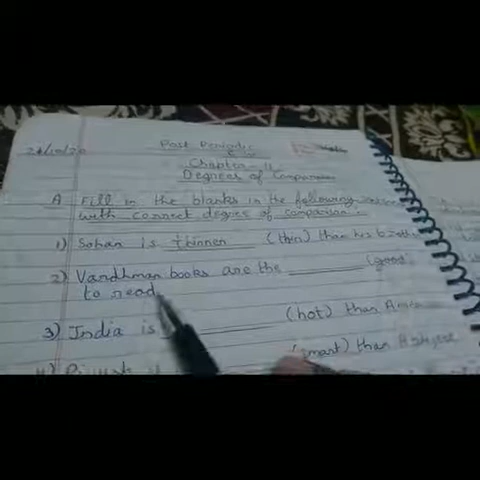 Post Periodic
Chapter - 11
Degrees of Comparison
A Fill in the blanks in the following
with correct degree of comparison.
1) Sohan is thinner (thin) than his
2) Vardhman books are the ______ (good)
to read.
3) India is ______ (hot) than
(smart) than